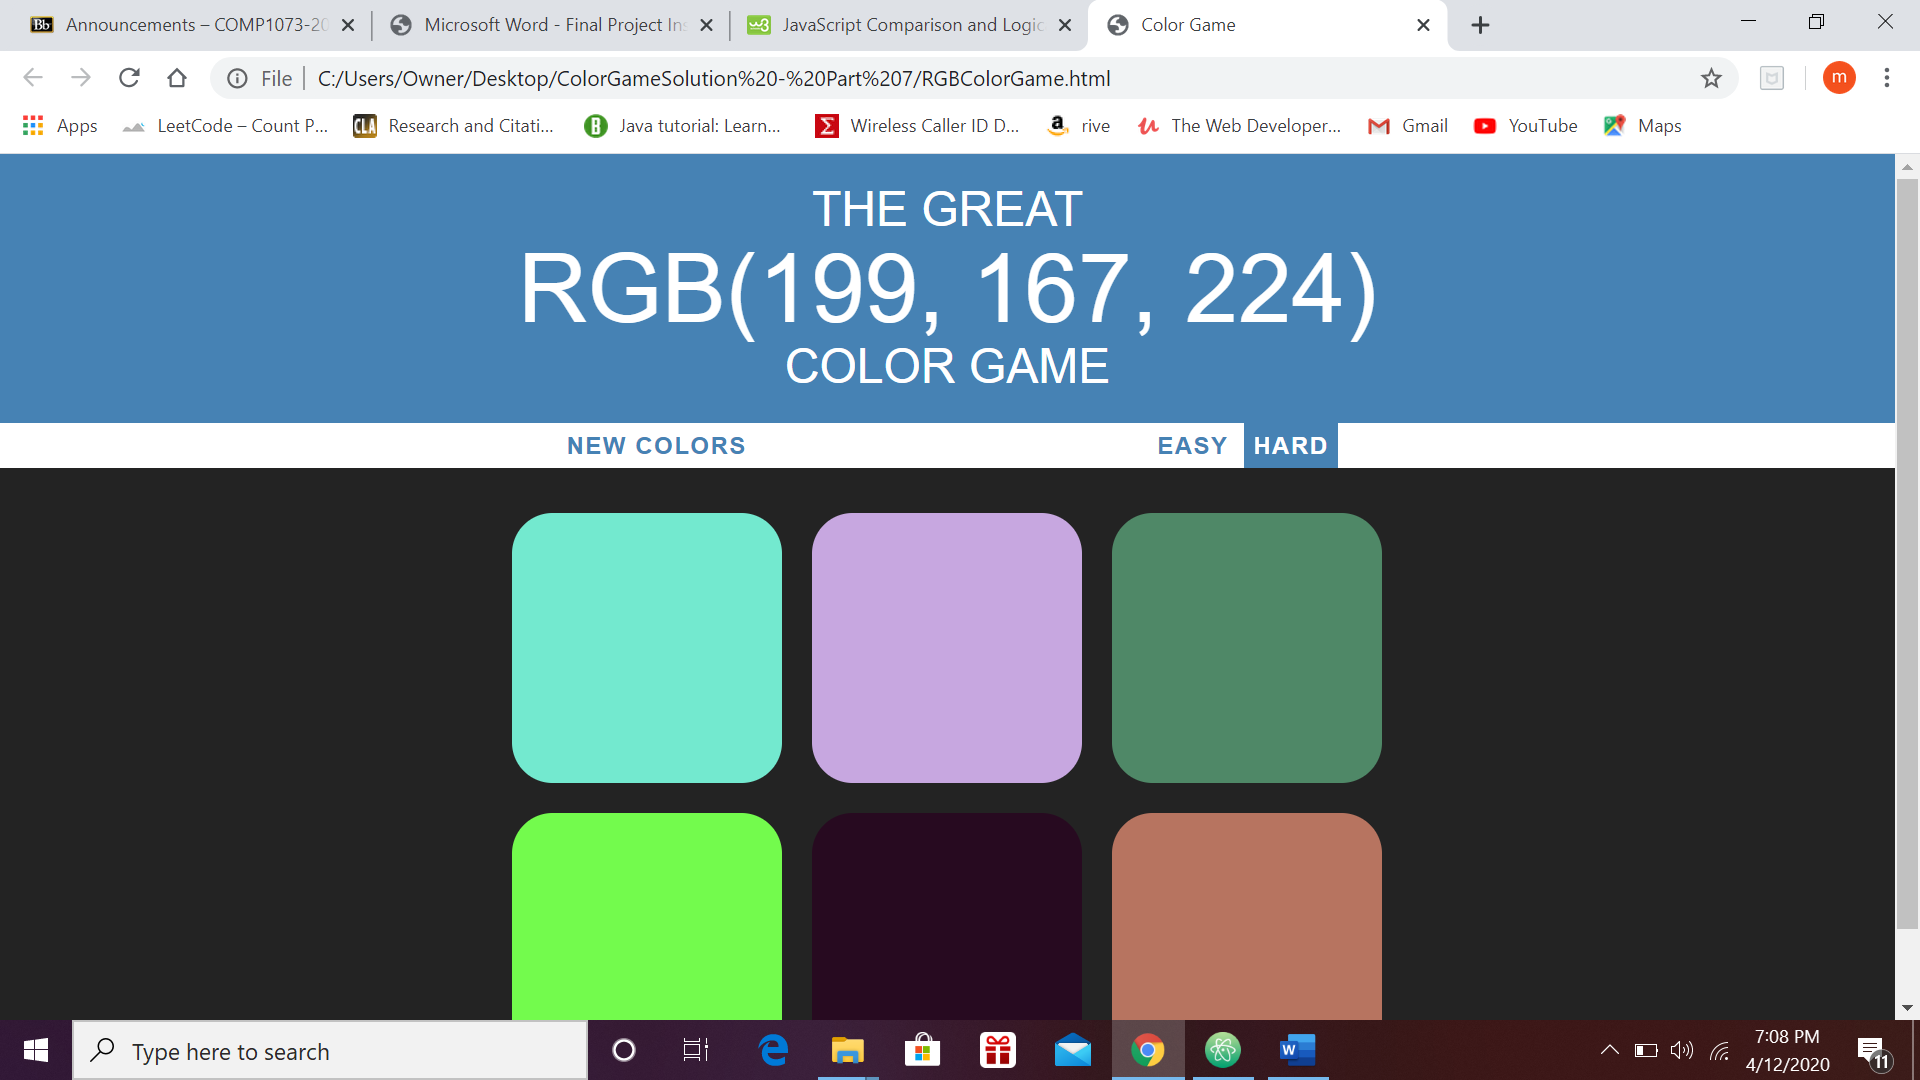 Bb Announcements – COMP1073-20
Microsoft Word - Final Project Ins
w3 JavaScript Comparison and Logic
Color Game
File C:/Users/Owner/Desktop/ColorGameSolution%20-%20Part%207/RGBColorGame.html
m
Apps
LeetCode – Count P...
CLA Research and Citati...
B Java tutorial: Learn...
Σ Wireless Caller ID D...
a rive
The Web Developer...
Gmail
YouTube
Maps
THE GREAT
RGB(199, 167, 224)
COLOR GAME
NEW COLORS EASY HARD
Type here to search
W
7:08 PM
4/12/2020
11